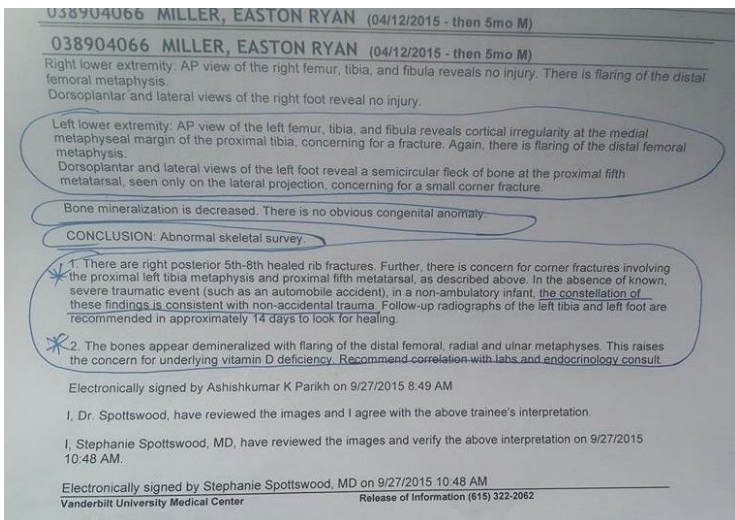 038904066 MILLER, EASTON RYAN (04/12/2015 - then 5mo M)
038904066 MILLER, EASTON RYAN (04/12/2015 - then 5mo M)
Right lower extremity: AP view of the right femur, tibia, and fibula reveals no injury. There is flaring of the distal
femoral metaphysis.
Dorsoplantar and lateral views of the right foot reveal no injury.
Left lower extremity: AP view of the left femur, tibia, and fibula reveals cortical irregularity at the medial
metaphyseal margin of the proximal tibia, concerning for a fracture. Again, there is flaring of the distal femoral
metaphysis.
Dorsoplantar and lateral views of the left foot reveal a semicircular fleck of bone at the proximal fifth
metatarsal, seen only on the lateral projection, concerning for a small corner fracture.
Bone mineralization is decreased. There is no obvious congenital anomaly.
CONCLUSION: Abnormal skeletal survey.
1. There are right posterior 5th-8th healed rib fractures. Further, there is concern for corner fractures involving
the proximal left tibia metaphysis and proximal fifth metatarsal, as described above. In the absence of known,
severe traumatic event (such as an automobile accident), in a non-ambulatory infant, the constellation of
these findings is consistent with non-accidental trauma. Follow-up radiographs of the left tibia and left foot are
recommended in approximately 14 days to look for healing.
2. The bones appear demineralized with flaring of the distal femoral, radial and ulnar metaphyses. This raises
the concern for underlying vitamin D deficiency. Recommend correlation with labs and endocrinology consult.
Electronically signed by Ashishkumar K Parikh on 9/27/2015 8:49 AM
I, Dr. Spottswood, have reviewed the images and I agree with the above trainee's interpretation.
I, Stephanie Spottswood, MD, have reviewed the images and verify the above interpretation on 9/27/2015
10:48 AM.
Electronically signed by Stephanie Spottswood, MD on 9/27/2015 10:48 AM
Vanderbilt University Medical Center Release of Information (615) 322-2062